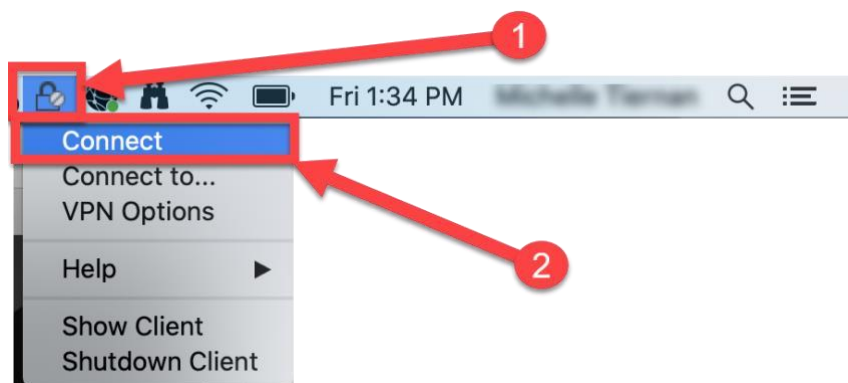 1
Fri 1:34 PM
Connect
Connect to...
VPN Options
Help
2
Show Client
Shutdown Client